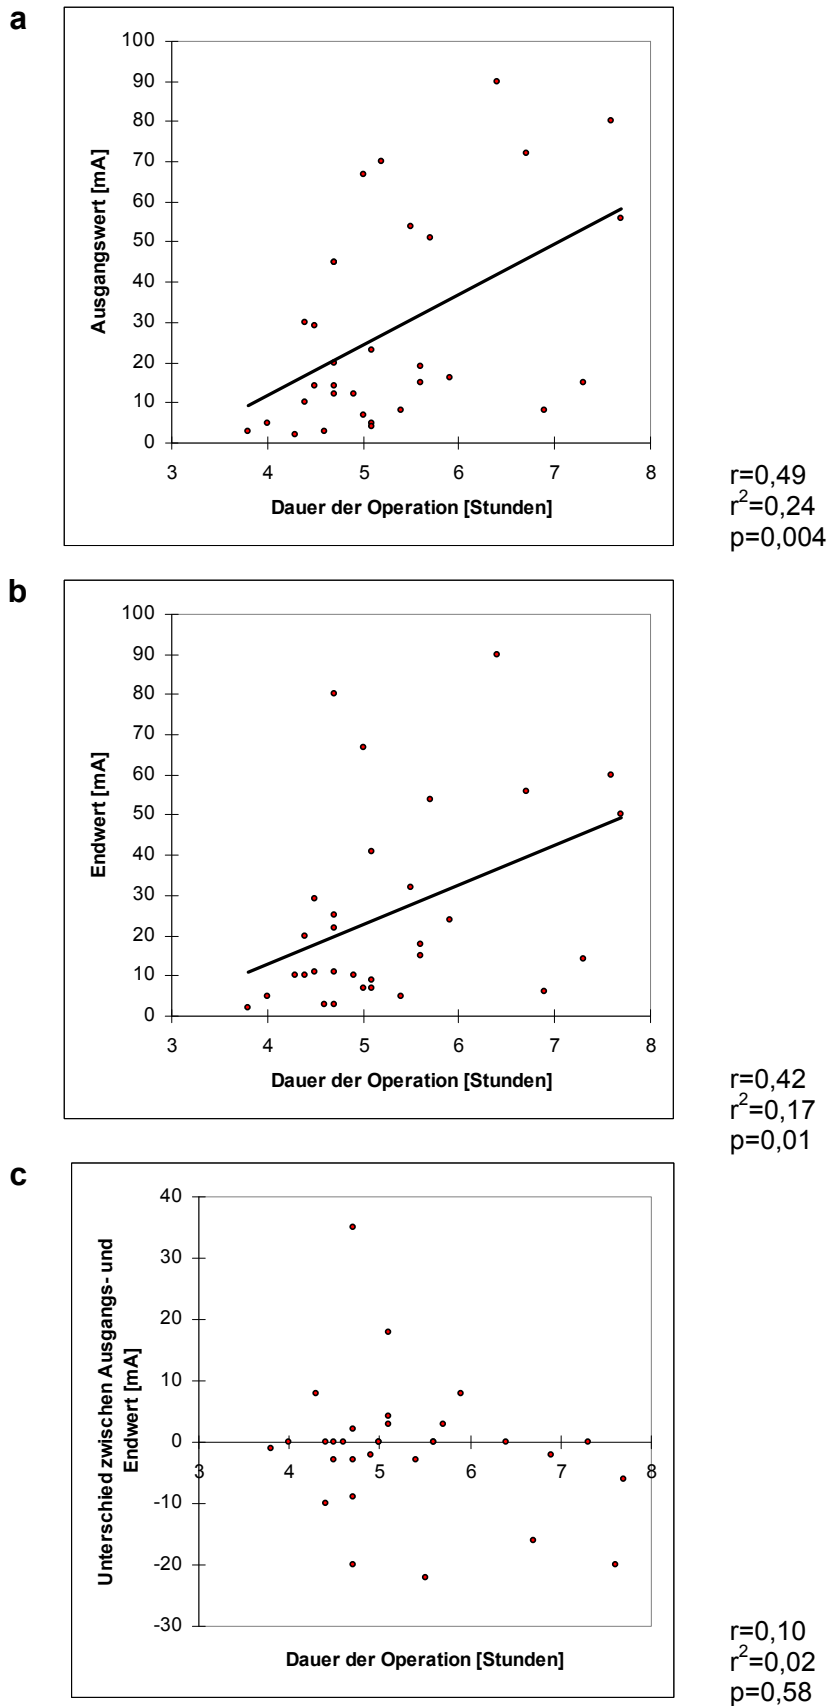 a
100
90
80
70
60
50
40
30
20
10
0
Ausgangswert [mA]
3 4 5 6 7 8
Dauer der Operation [Stunden]
r=0,49
r²=0,24
p=0,004
b
100
90
80
70
60
50
40
30
20
10
0
Endwert [mA]
3 4 5 6 7 8
Dauer der Operation [Stunden]
r=0,42
r²=0,17
p=0,01
c
40
30
20
10
0
-10
-20
-30
Unterschied zwischen Ausgangs- und
Endwert [mA]
3 4 5 6 7 8
Dauer der Operation [Stunden]
r=0,10
r²=0,02
p=0,58